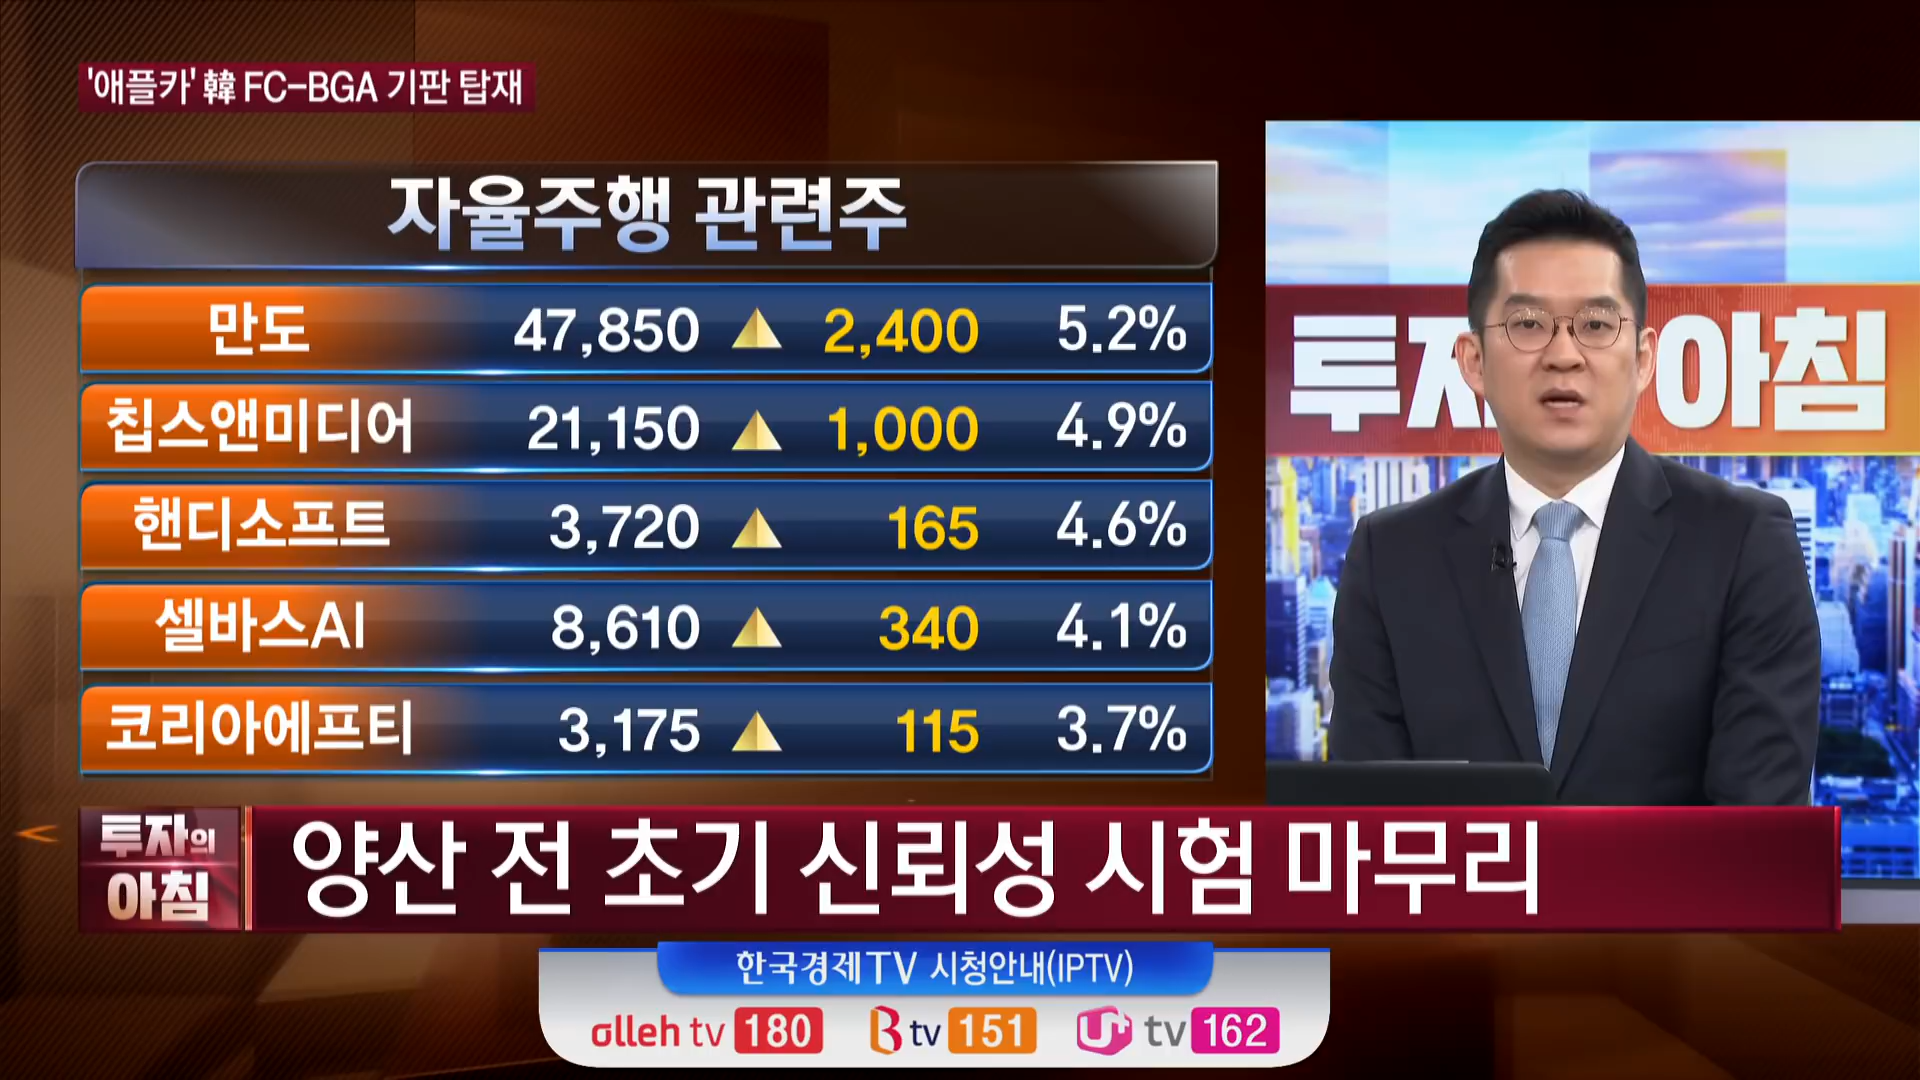 '애플카' 韓 FC-BGA 기판 탑재
자율주행 관련주
만도 47,850 ▲ 2,400 5.2%
칩스앤미디어 21,150 ▲ 1,000 4.9%
핸디소프트 3,720 ▲ 165 4.6%
셀바스AI 8,610 ▲ 340 4.1%
코리아에프티 3,175 ▲ 115 3.7%
아침
투자의
아침
양산 전 초기 신뢰성 시험 마무리
한국경제TV 시청안내(IPTV)
olleh tv 180 B tv 151 U+ tv 162